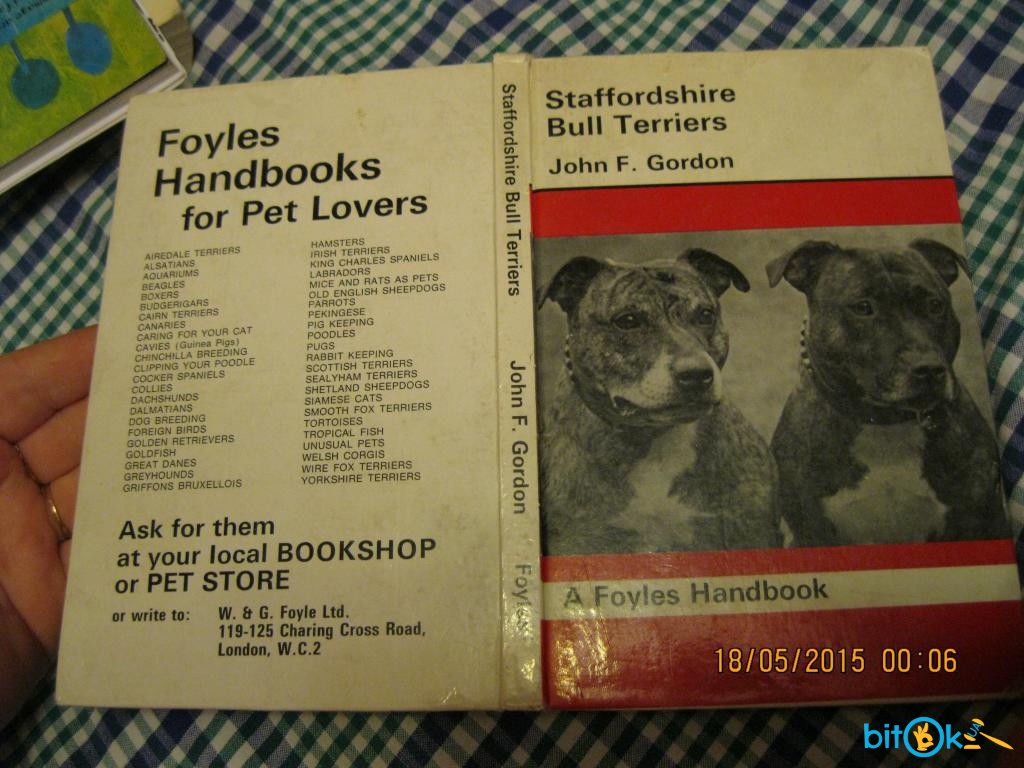 Foyles
Handbooks
for Pet Lovers
AIREDALE TERRIERS
ALSATIANS
AQUARIUMS
BEAGLES
BOXERS
BUDGERIGARS
CAIRN TERRIERS
CANARIES
CARING FOR YOUR CAT
CAVIES (Guinea Pigs)
CHINCHILLA BREEDING
CLIPPING YOUR POODLE
COCKER SPANIELS
COLLIES
DACHSHUNDS
DALMATIANS
DOG BREEDING
FOREIGN BIRDS
GOLDEN RETRIEVERS
GOLDFISH
GREAT DANES
GREYHOUNDS
GRIFFONS BRUXELLOIS
HAMSTERS
IRISH TERRIERS
KING CHARLES SPANIELS
LABRADORS
MICE AND RATS AS PETS
OLD ENGLISH SHEEPDOGS
PARROTS
PEKINGESE
PIG KEEPING
POODLES
PUGS
RABBIT KEEPING
SCOTTISH TERRIERS
SEALYHAM TERRIERS
SHETLAND SHEEPDOGS
SIAMESE CATS
SMOOTH FOX TERRIERS
TORTOISES
TROPICAL FISH
UNUSUAL PETS
WELSH CORGIS
WIRE FOX TERRIERS
YORKSHIRE TERRIERS
Ask for them
at your local BOOKSHOP
or PET STORE
or write to: W. & G. Foyle Ltd.
119-125 Charing Cross Road,
London, W.C.2
Staffordshire Bull Terriers John F. Gordon Foyles
Staffordshire
Bull Terriers
John F. Gordon
A Foyles Handbook
18/05/2015 00:06
bitOk UA